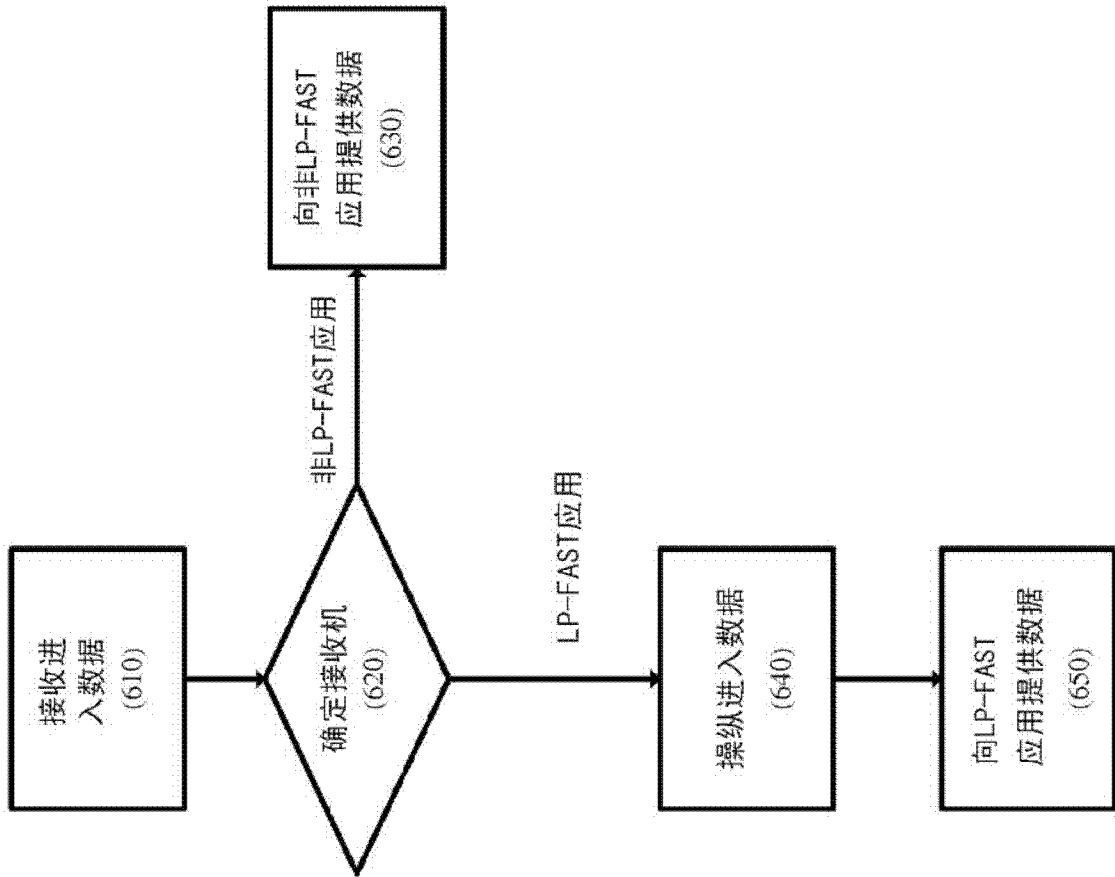 接收进
入数据
(610)
确定接收机
(620)
非LP-FAST应用
向非LP-FAST
应用提供数据
(630)
LP-FAST应用
操纵进入数据
(640)
向LP-FAST
应用提供数据
(650)